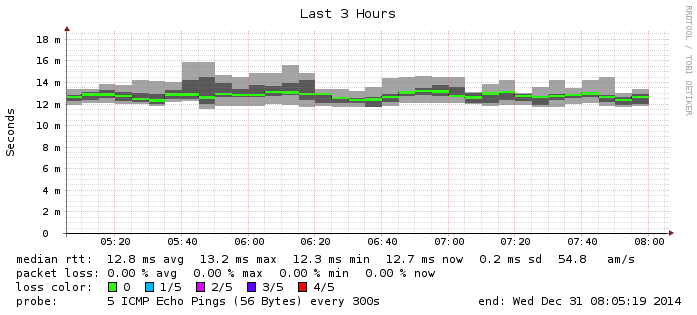 Last 3 Hours
RRDTOOL / TOBI OETIKER
Seconds
18 m
16 m
14 m
12 m
10 m
8 m
6 m
4 m
2 m
0
05:20 05:40 06:00 06:20 06:40 07:00 07:20 07:40 08:00
median rtt: 12.8 ms avg 13.2 ms max 12.3 ms min 12.7 ms now 0.2 ms sd 54.8 am/s
packet loss: 0.00 % avg 0.00 % max 0.00 % min 0.00 % now
loss color: 0 1/5 2/5 3/5 4/5
probe: 5 ICMP Echo Pings (56 Bytes) every 300s end: Wed Dec 31 08:05:19 2014